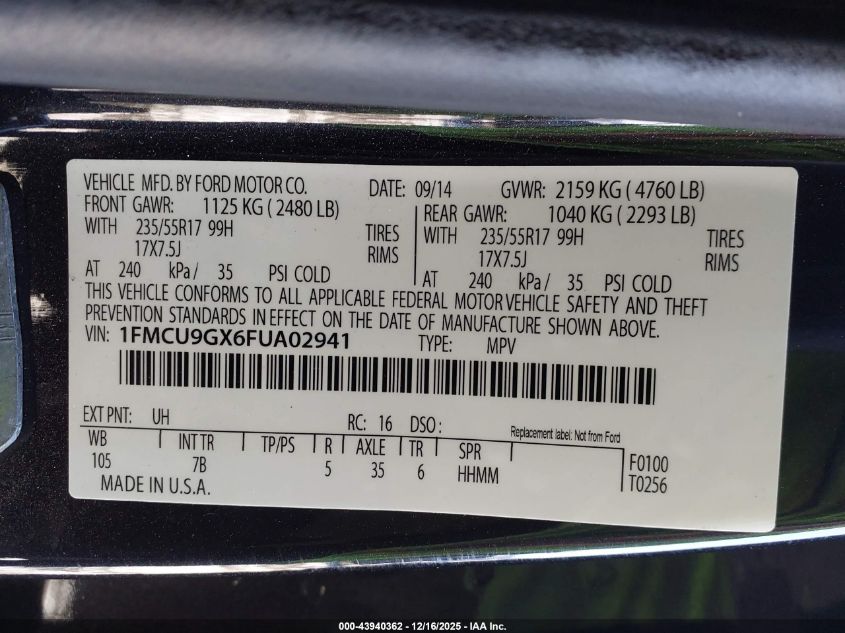 VEHICLE MFD. BY FORD MOTOR CO. DATE: 09/14 GVWR: 2159 KG ( 4760 LB)
FRONT GAWR: 1125 KG ( 2480 LB) REAR GAWR: 1040 KG ( 2293 LB)
WITH 235/55R17 99H TIRES WITH 235/55R17 99H TIRES
17X7.5J RIMS 17X7.5J RIMS
AT 240 kPa/ 35 PSI COLD AT 240 kPa/ 35 PSI COLD
THIS VEHICLE CONFORMS TO ALL APPLICABLE FEDERAL MOTOR VEHICLE SAFETY AND THEFT
PREVENTION STANDARDS IN EFFECT ON THE DATE OF MANUFACTURE SHOWN ABOVE.
VIN: 1FMCU9GX6FUA02941 TYPE: MPV
EXT PNT: UH RC: 16 DSO:
Replacement label: Not from Ford
WB INT TR TP/PS R AXLE TR SPR
105 7B 5 35 6 HHMM
F0100
T0256
MADE IN U.S.A.
000-43940362 - 12/16/2025 - IAA Inc.